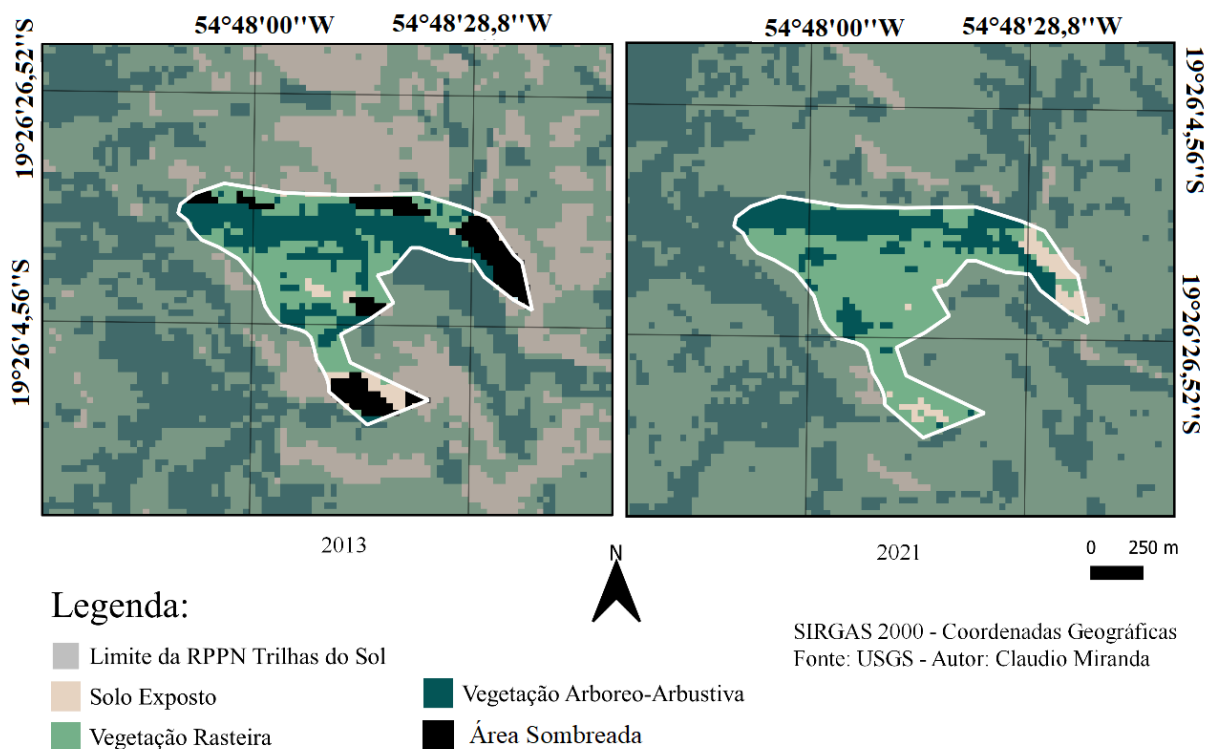 54°48'00''W 54°48'28,8''W 54°48'00''W 54°48'28,8''W
19°26'26,52''S
19°26'4,56''S
19°26'4,56''S
19°26'26,52''S
2013
2021
N
0 250 m
Legenda:
Limite da RPPN Trilhas do Sol
Solo Exposto
Vegetação Rasteira
Vegetação Arboreo-Arbustiva
Área Sombreada
SIRGAS 2000 - Coordenadas Geográficas
Fonte: USGS - Autor: Claudio Miranda